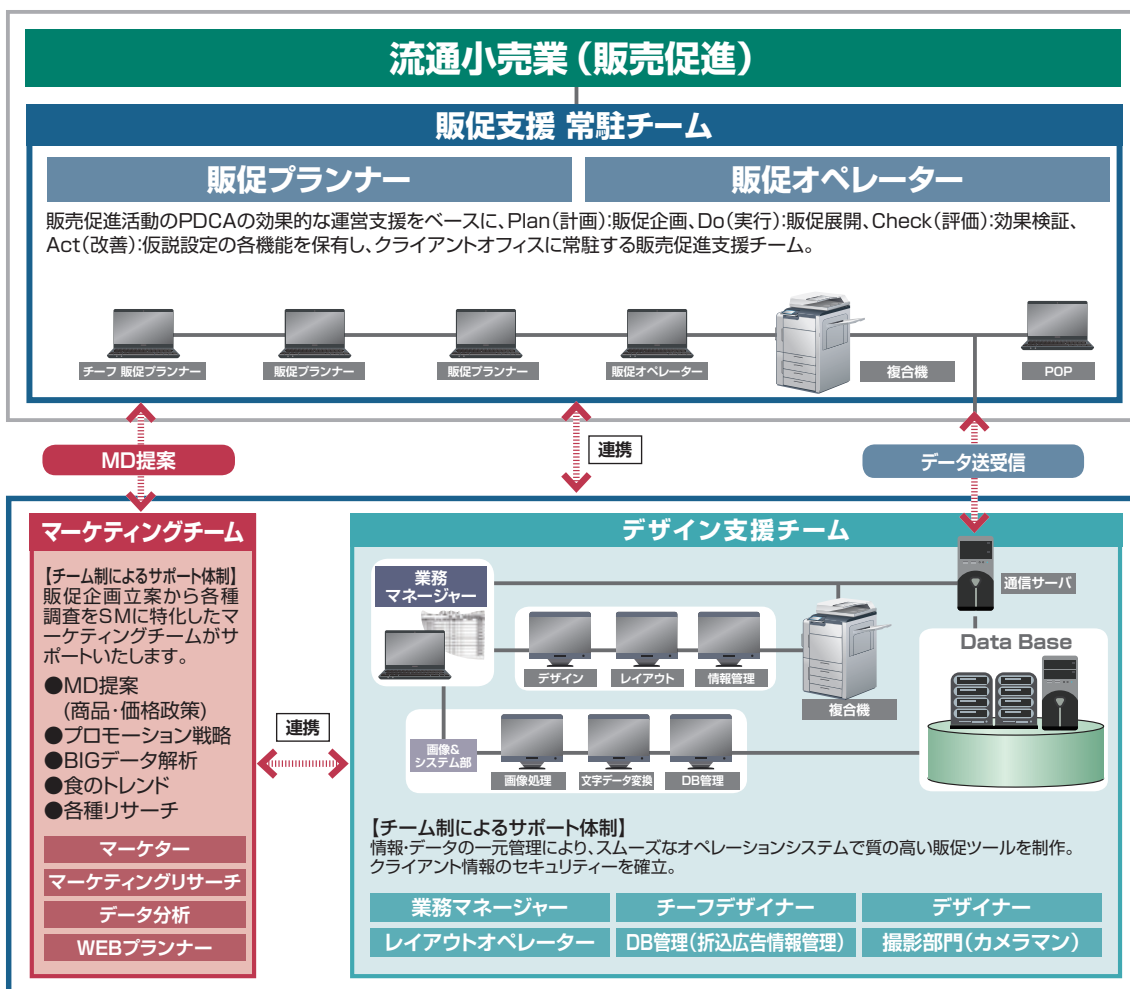 流通小売業（販売促進）
販促支援 常駐チーム
販促プランナー
販促オペレーター
販売促進活動のPDCAの効果的な運営支援をベースに、Plan（計画）：販促企画、Do（実行）：販促展開、Check（評価）：効果検証、
Act（改善）：仮説設定の各機能を保有し、クライアントオフィスに常駐する販売促進支援チーム。
チーフ 販促プランナー
販促プランナー
販促プランナー
販促オペレーター
複合機
POP
MD提案
連携
データ送受信
マーケティングチーム
【チーム制によるサポート体制】
販促企画立案から各種
調査をSMに特化したマ
ーケティングチームがサ
ポートいたします。
●MD提案
(商品・価格政策)
●プロモーション戦略
●BIGデータ解析
●食のトレンド
●各種リサーチ
マーケター
マーケティングリサーチ
データ分析
WEBプランナー
連携
デザイン支援チーム
業務
マネージャー
通信サーバ
デザイン
レイアウト
情報管理
複合機
Data Base
画像&
システム部
画像処理
文字データ変換
DB管理
【チーム制によるサポート体制】
情報・データの一元管理により、スムーズなオペレーションシステムで質の高い販促ツールを制作。
クライアント情報のセキュリティーを確立。
業務マネージャー
チーフデザイナー
デザイナー
レイアウトオペレーター
DB管理（折込広告情報管理）
撮影部門（カメラマン）